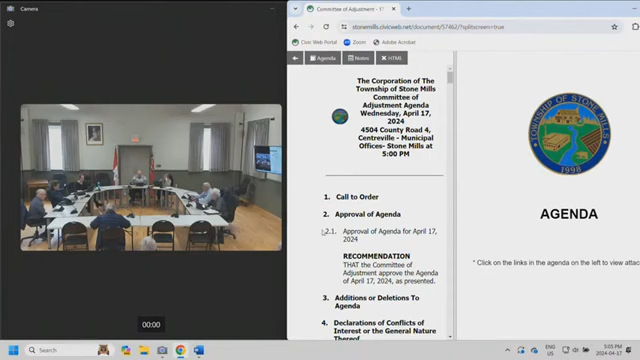 Camera
Committee of Adjustment - 17
stonemills.civicweb.net/document/57462/?splitscreen=true
Civic Web Portal
Zoom
Adobe Acrobat
Agenda
Notes
HTML
The Corporation of The
Township of Stone Mills
Committee of
Adjustment Agenda
Wednesday, April 17,
2024
4504 County Road 4,
Centreville- Municipal
Offices- Stone Mills at
5:00 PM
1. Call to Order
2. Approval of Agenda
2.1. Approval of Agenda for April 17,
2024
RECOMMENDATION
THAT the Committee of
Adjustment approve the Agenda
of April 17, 2024, as presented.
3. Additions or Deletions To
Agenda
4. Declarations of Conflicts of
Interest or the General Nature
Thereof
TOWNSHIP OF STONE MILLS
1998
AGENDA
* Click on the links in the agenda on the left to view attac
00:00
Search
ENG
US
5:05 PM
2024-04-17